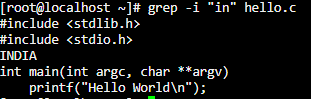 [root@localhost ~]# grep -i "in" hello.c
#include <stdlib.h>
#include <stdio.h>
INDIA
int main(int argc, char **argv)
    printf("Hello World\n");